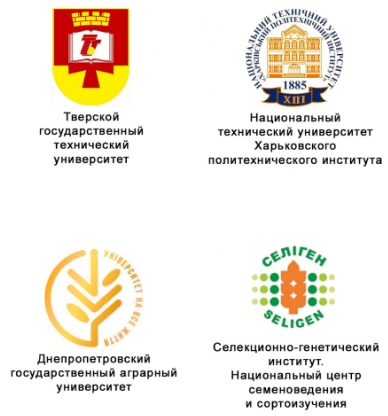 Тверской
государственный
технический
университет
НАЦІОНАЛЬНИЙ ТЕХНІЧНИЙ УНІВЕРСИТЕТ
"ХАРКІВСЬКИЙ ПОЛІТЕХНІЧНИЙ ІНСТИТУТ"
1885
ХПІ
Национальный
технический университет
Харьковского
политехнического института
УНІВЕРСИТЕТ НА ВСЕ ЖИТТЯ
Днепропетровский
государственный аграрный
университет
СЕЛІГЕН
SELIGEN
Селекционно-генетический
институт.
Национальный центр
семеноведения
и сортоизучения